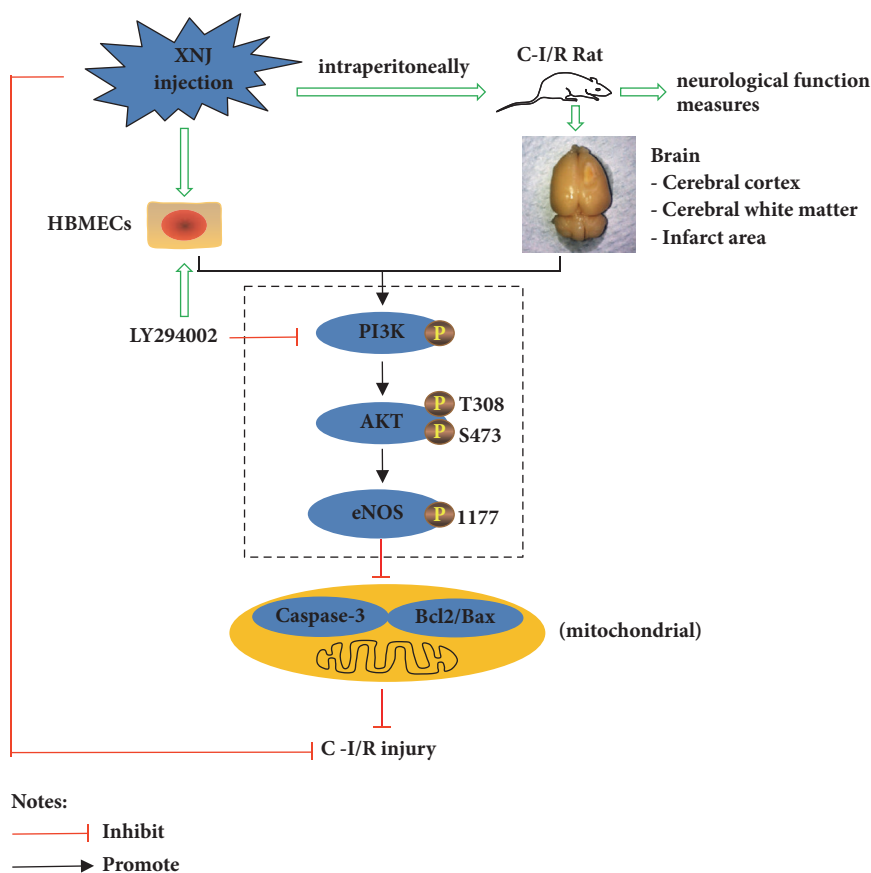 XNJ
injection
intraperitoneally
C-I/R Rat
neurological function
measures
HBMECs
Brain
- Cerebral cortex
- Cerebral white matter
- Infarct area
LY294002
PI3K
P
AKT
P
T308
P
S473
eNOS
P
1177
Caspase-3
Bcl2/Bax
(mitochondrial)
C -I/R injury
Notes:
Inhibit
Promote